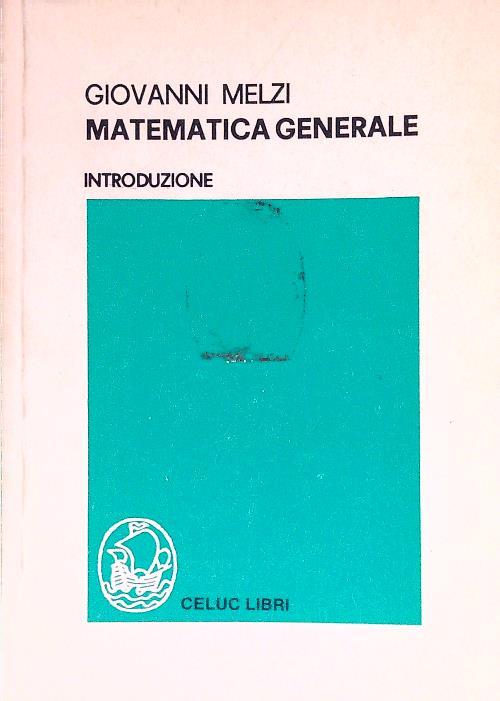 GIOVANNI MELZI
MATEMATICA GENERALE
INTRODUZIONE
CELUC LIBRI